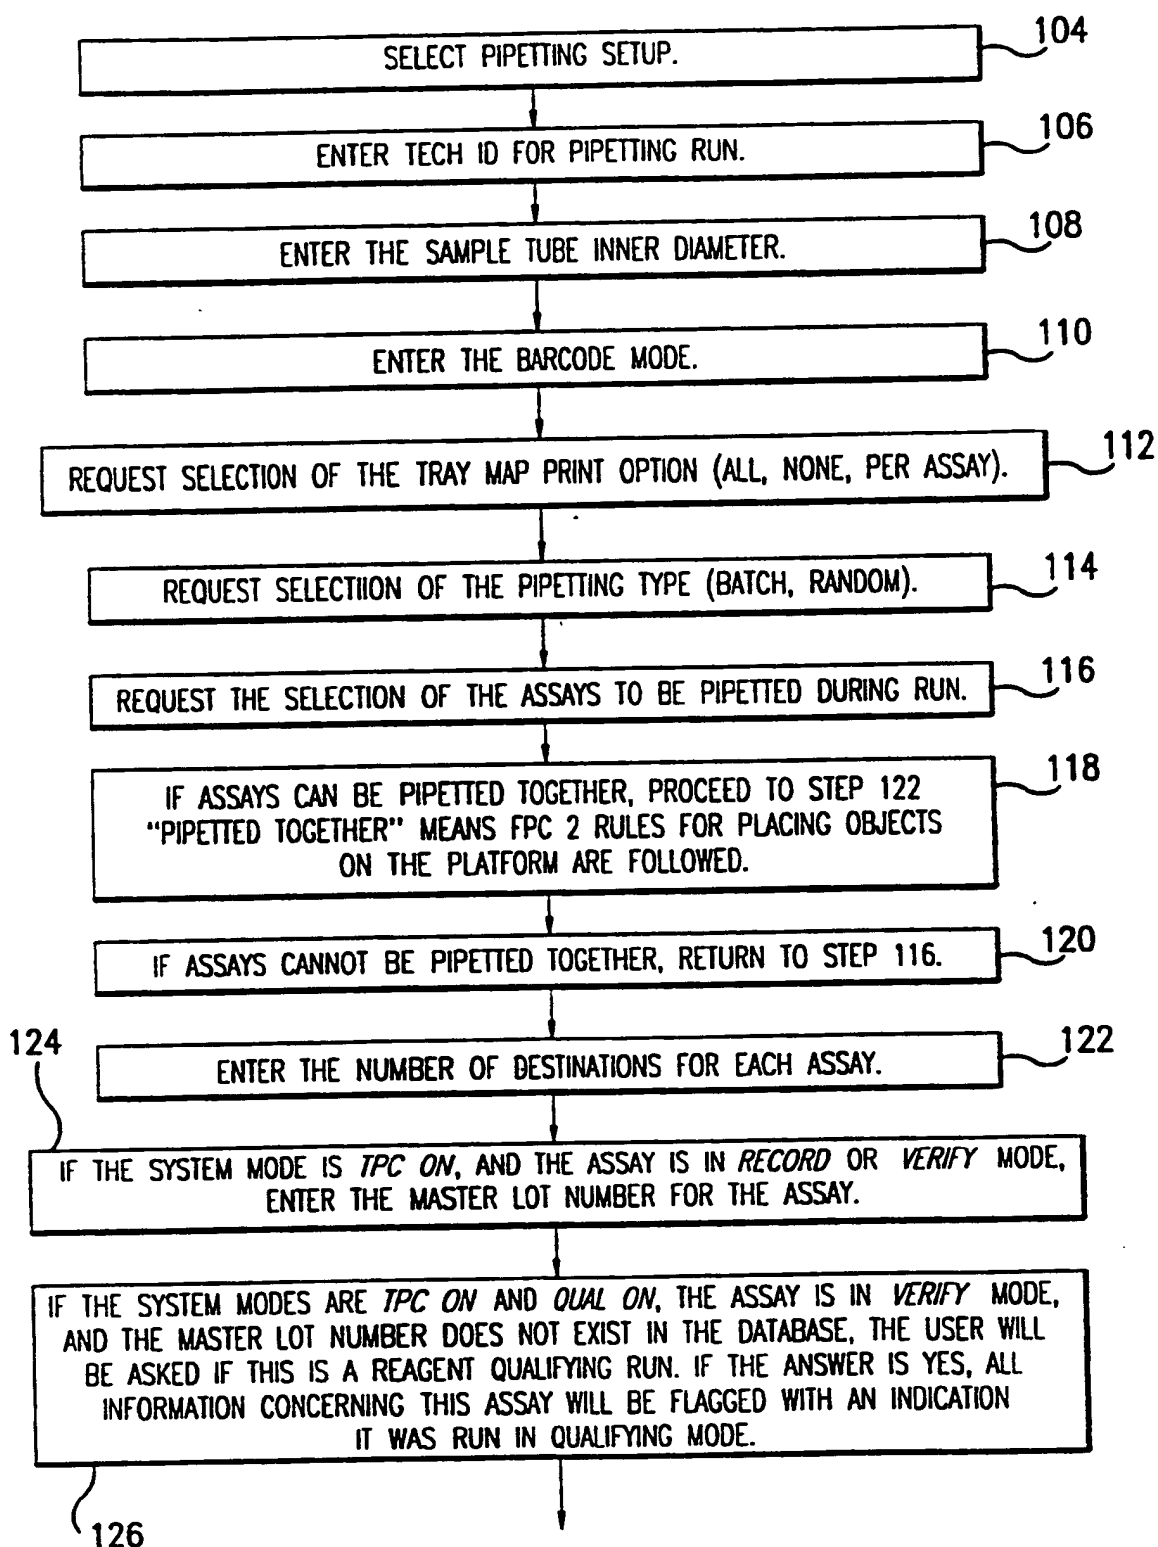 SELECT PIPETTING SETUP.
104
ENTER TECH ID FOR PIPETTING RUN.
106
ENTER THE SAMPLE TUBE INNER DIAMETER.
108
ENTER THE BARCODE MODE.
110
REQUEST SELECTION OF THE TRAY MAP PRINT OPTION (ALL, NONE, PER ASSAY).
112
REQUEST SELECTIION OF THE PIPETTING TYPE (BATCH, RANDOM).
114
REQUEST THE SELECTION OF THE ASSAYS TO BE PIPETTED DURING RUN.
116
IF ASSAYS CAN BE PIPETTED TOGETHER, PROCEED TO STEP 122
"PIPETTED TOGETHER" MEANS FPC 2 RULES FOR PLACING OBJECTS
ON THE PLATFORM ARE FOLLOWED.
118
IF ASSAYS CANNOT BE PIPETTED TOGETHER, RETURN TO STEP 116.
120
ENTER THE NUMBER OF DESTINATIONS FOR EACH ASSAY.
122
124
IF THE SYSTEM MODE IS TPC ON, AND THE ASSAY IS IN RECORD OR VERIFY MODE,
ENTER THE MASTER LOT NUMBER FOR THE ASSAY.
IF THE SYSTEM MODES ARE TPC ON AND QUAL ON, THE ASSAY IS IN VERIFY MODE,
AND THE MASTER LOT NUMBER DOES NOT EXIST IN THE DATABASE, THE USER WILL
BE ASKED IF THIS IS A REAGENT QUALIFYING RUN. IF THE ANSWER IS YES, ALL
INFORMATION CONCERNING THIS ASSAY WILL BE FLAGGED WITH AN INDICATION
IT WAS RUN IN QUALIFYING MODE.
126